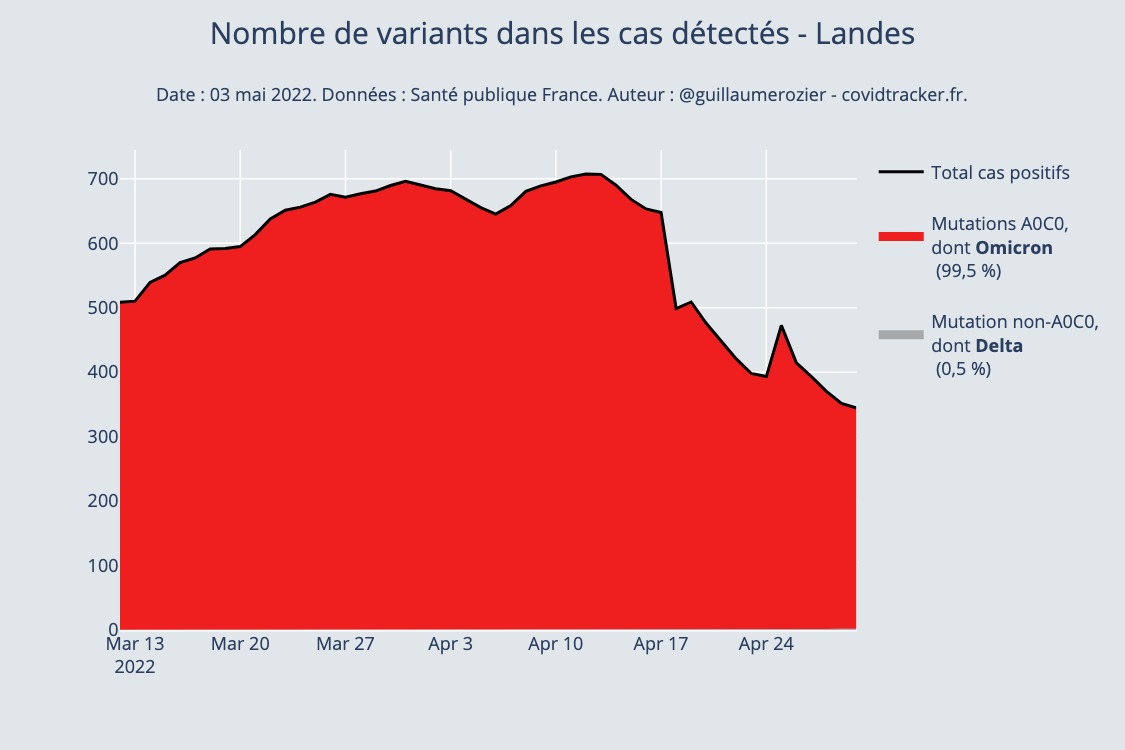 Nombre de variants dans les cas détectés - Landes
Date : 03 mai 2022. Données : Santé publique France. Auteur : @guillaumerozier - covidtracker.fr.
700
600
500
400
300
200
100
0
Mar 13
2022
Mar 20
Mar 27
Apr 3
Apr 10
Apr 17
Apr 24
Total cas positifs
Mutations A0C0,
dont Omicron
(99,5 %)
Mutation non-A0C0,
dont Delta
(0,5 %)